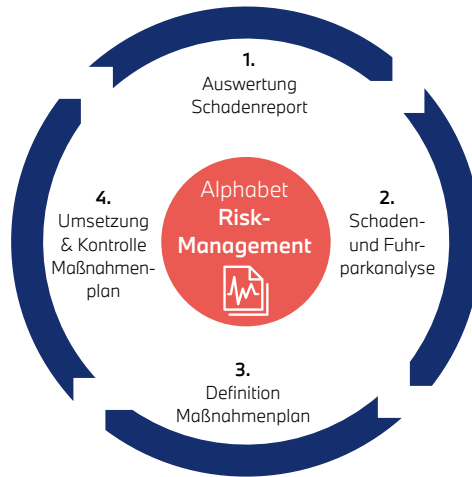 1.
Auswertung
Schadenreport
Alphabet
Risk-
Management
2.
Schaden-
und Fuhr-
parkanalyse
3.
Definition
Maßnahmenplan
4.
Umsetzung
& Kontrolle
Maßnahmen-
plan